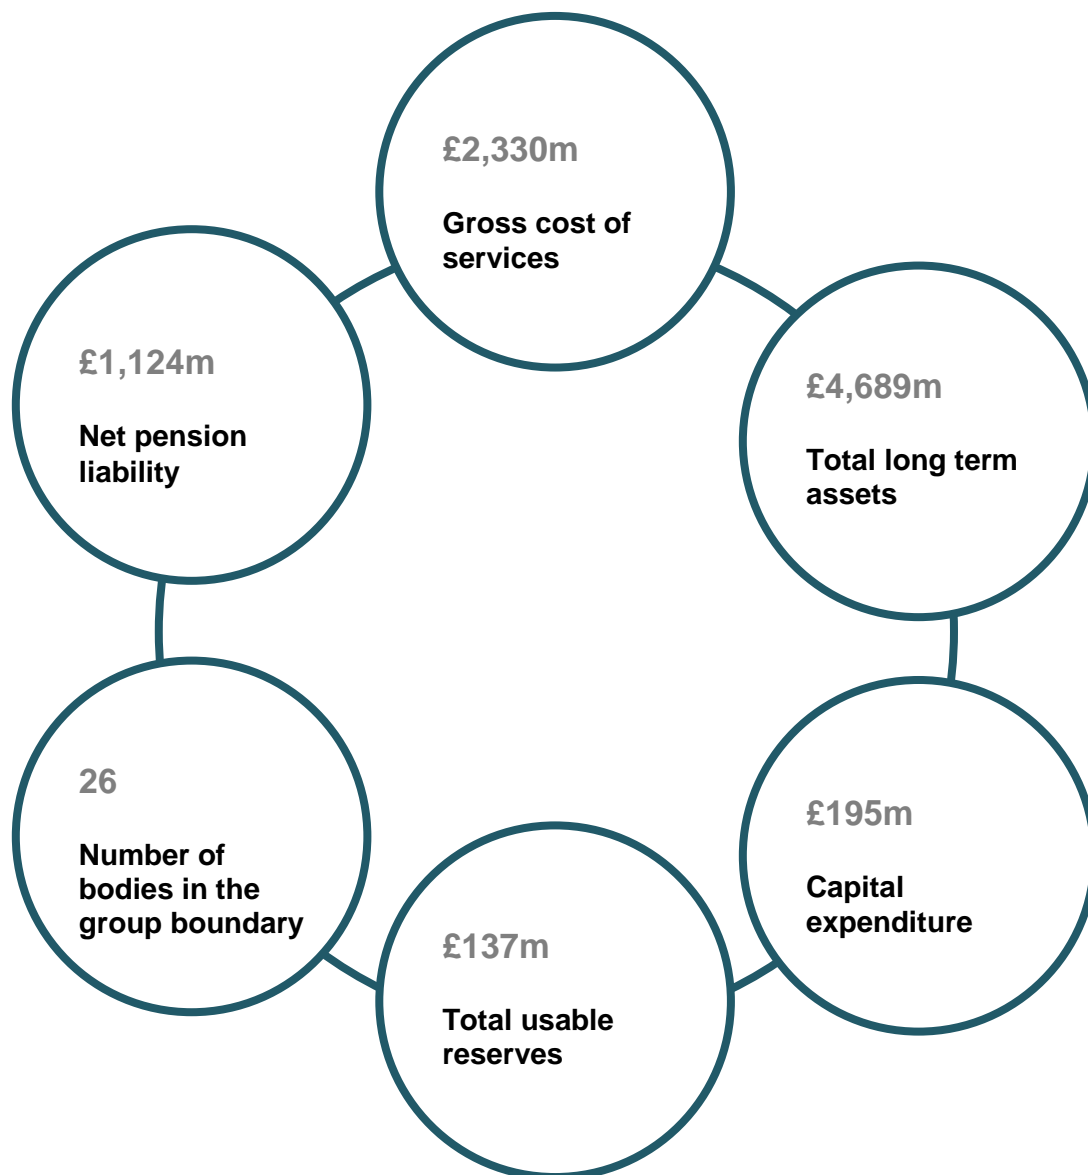 £2,330m
Gross cost of
services
£4,689m
Total long term
assets
£195m
Capital
expenditure
£137m
Total usable
reserves
26
Number of
bodies in the
group boundary
£1,124m
Net pension
liability